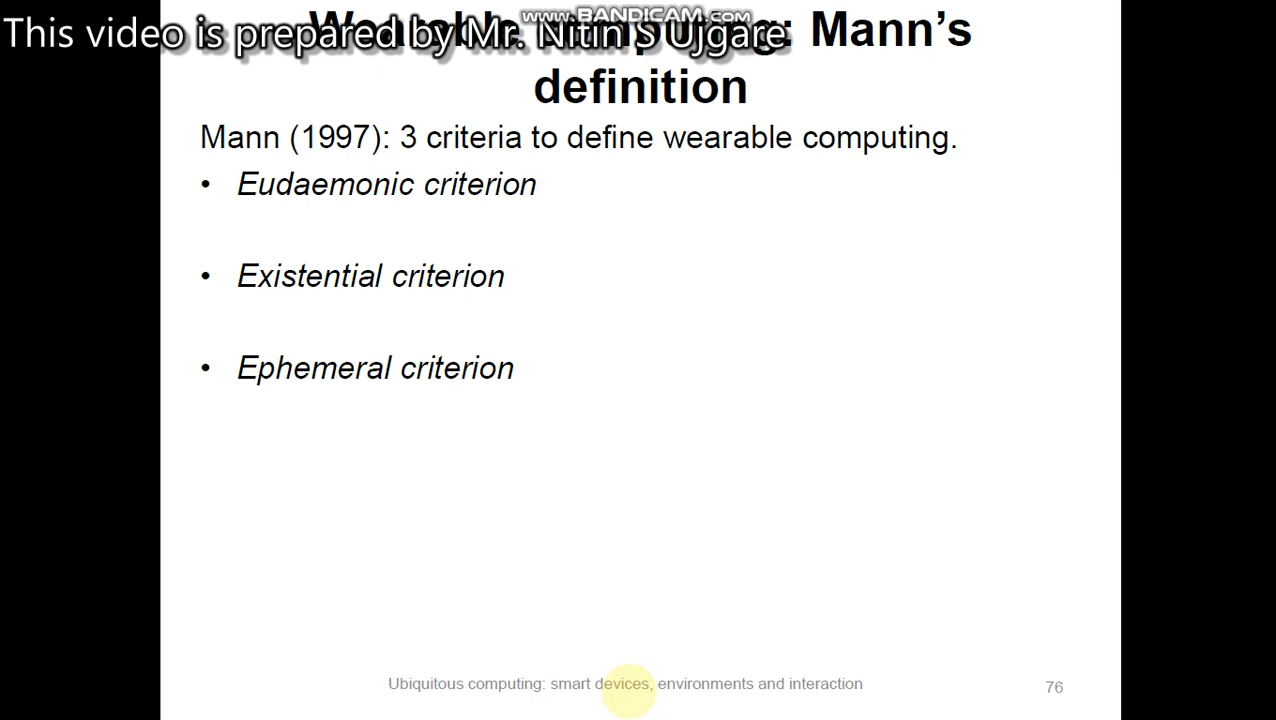 www.BANDICAM.com
This video is prepared by Mr. Nitin S Ujgare
Wearable computing: Mann’s
definition
Mann (1997): 3 criteria to define wearable computing.
• Eudaemonic criterion
• Existential criterion
• Ephemeral criterion
Ubiquitous computing: smart devices, environments and interaction
76